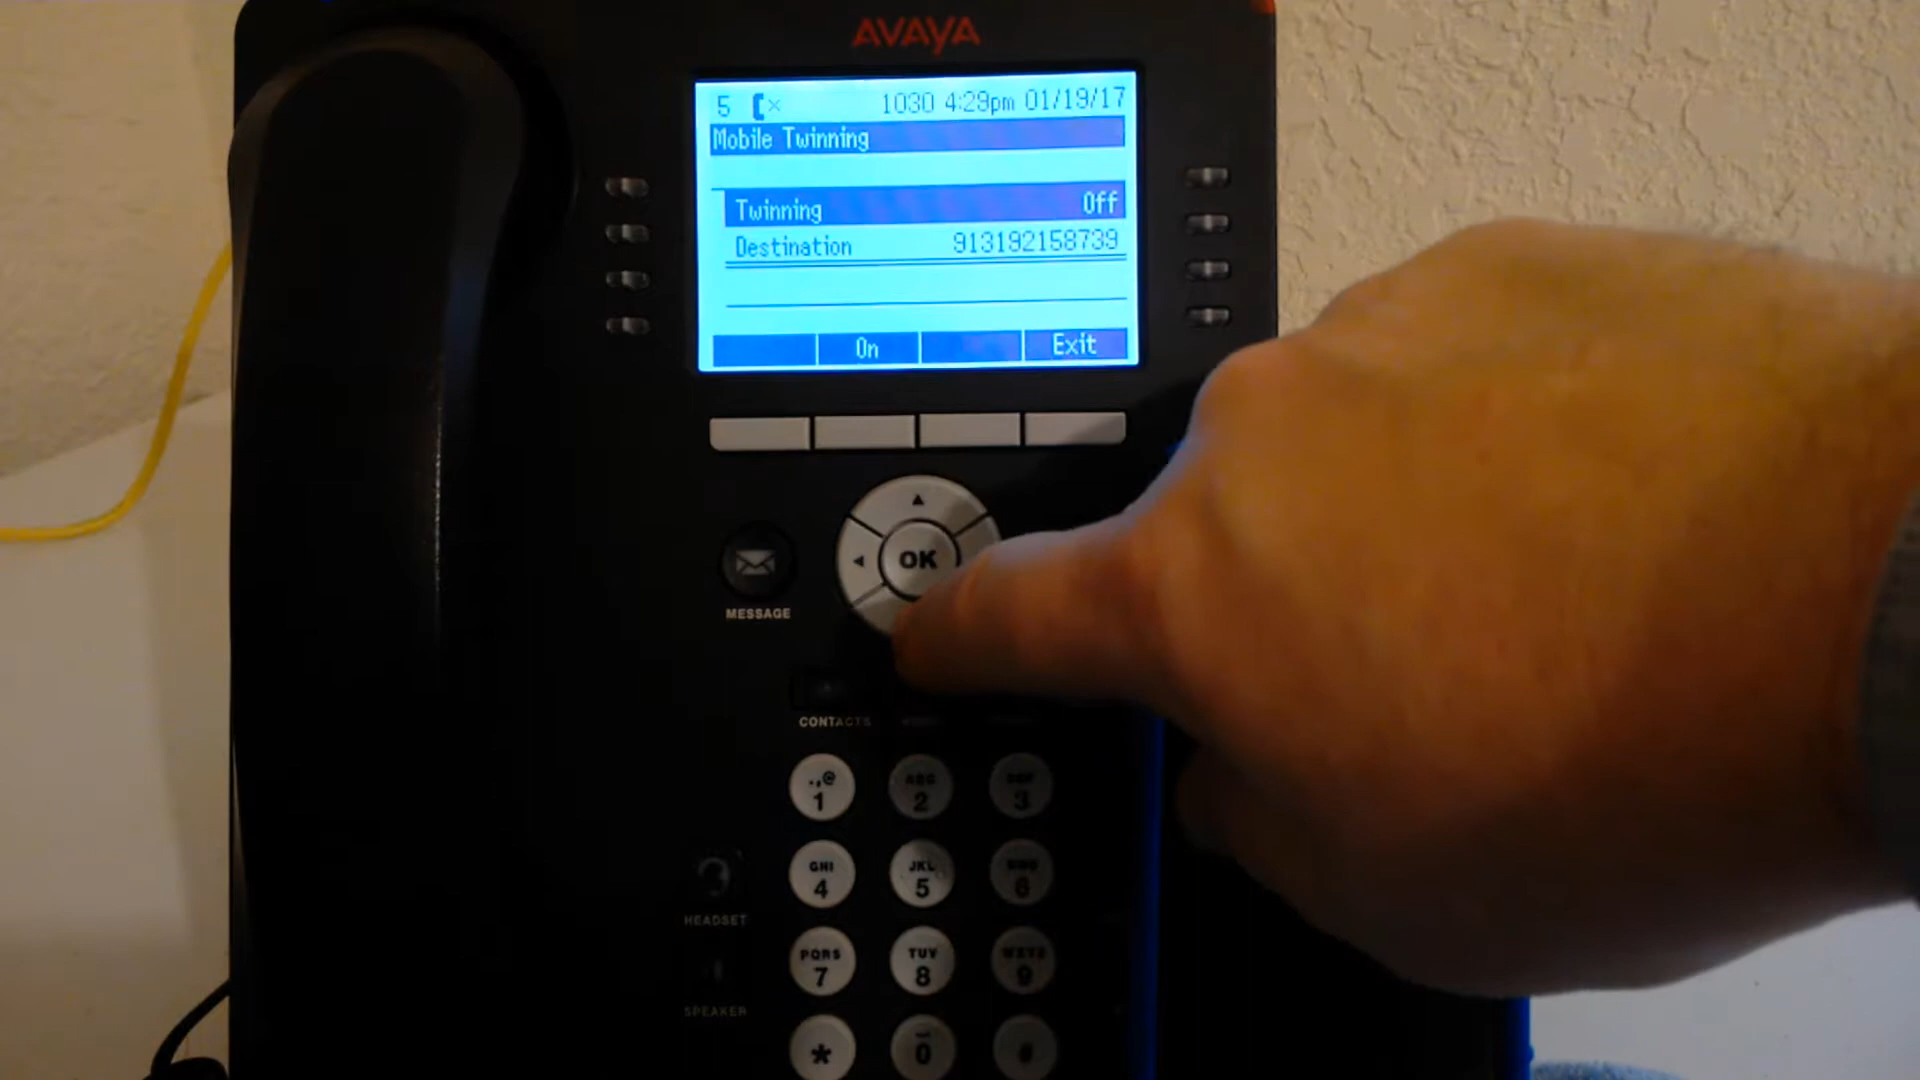 AVAYA
5 1030 4:29pm 01/19/17
Mobile Twinning
Twinning Off
Destination 913192158739
On Exit
OK
MESSAGE
CONTACTS
.,@ ABC DEF
1 2 3
GHI JKL MNO
4 5 6
HEADSET
PQRS TUV WXYZ
7 8 9
SPEAKER
* 0 #